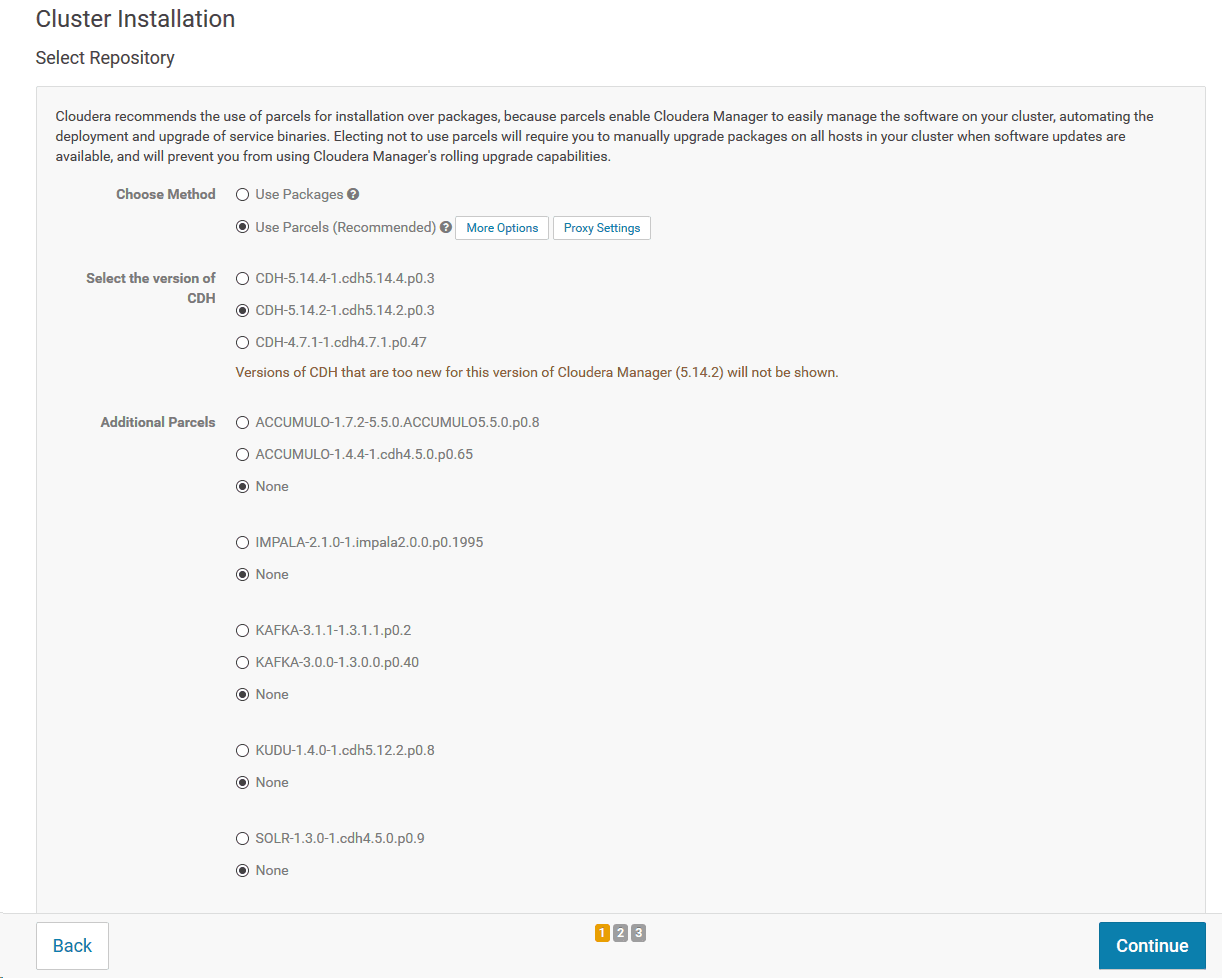 Cluster Installation
Select Repository
Cloudera recommends the use of parcels for installation over packages, because parcels enable Cloudera Manager to easily manage the software on your cluster, automating the
deployment and upgrade of service binaries. Electing not to use parcels will require you to manually upgrade packages on all hosts in your cluster when software updates are
available, and will prevent you from using Cloudera Manager's rolling upgrade capabilities.
Choose Method
Use Packages ?
Use Parcels (Recommended) ? More Options Proxy Settings
Select the version of
CDH
CDH-5.14.4-1.cdh5.14.4.p0.3
CDH-5.14.2-1.cdh5.14.2.p0.3
CDH-4.7.1-1.cdh4.7.1.p0.47
Versions of CDH that are too new for this version of Cloudera Manager (5.14.2) will not be shown.
Additional Parcels
ACCUMULO-1.7.2-5.5.0.ACCUMULO5.5.0.p0.8
ACCUMULO-1.4.4-1.cdh4.5.0.p0.65
None
IMPALA-2.1.0-1.impala2.0.0.p0.1995
None
KAFKA-3.1.1-1.3.1.1.p0.2
KAFKA-3.0.0-1.3.0.0.p0.40
None
KUDU-1.4.0-1.cdh5.12.2.p0.8
None
SOLR-1.3.0-1.cdh4.5.0.p0.9
None
Back
1 2 3
Continue